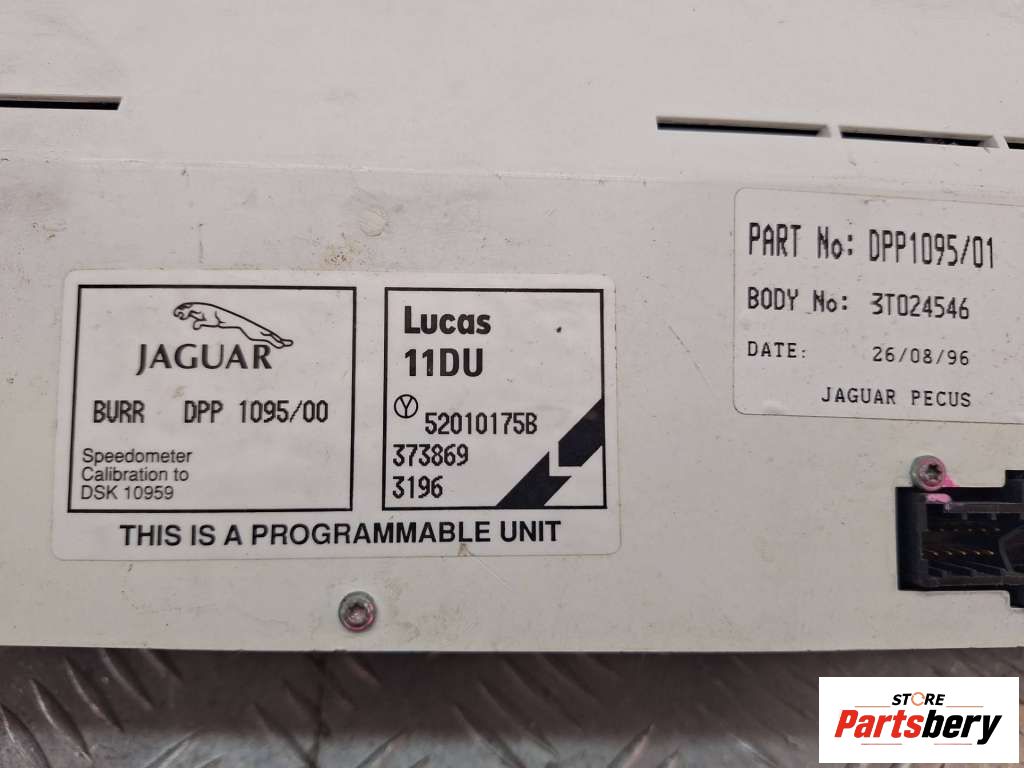 JAGUAR
BURR DPP 1095/00
Speedometer
Calibration to
DSK 10959
Lucas
11DU
Y 52010175B
373869
3196
THIS IS A PROGRAMMABLE UNIT
PART No: DPP1095/01
BODY No: 3T024546
DATE: 26/08/96
JAGUAR PECUS
STORE
Partsbery